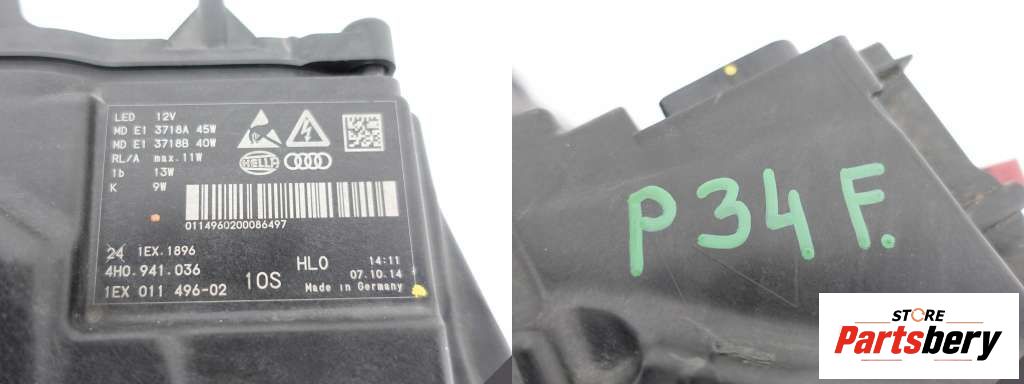 LED 12V
MD E1 3718A 45W
MD E1 3718B 40W
RL/A max.11W
1b 13W
K 9W
HELLA
0114960200086497
24 1EX.1896
4H0.941.036
1EX 011 496-02
10S
HL0
14:11
07.10.14
Made in Germany
P34F.
STORE
Partsbery